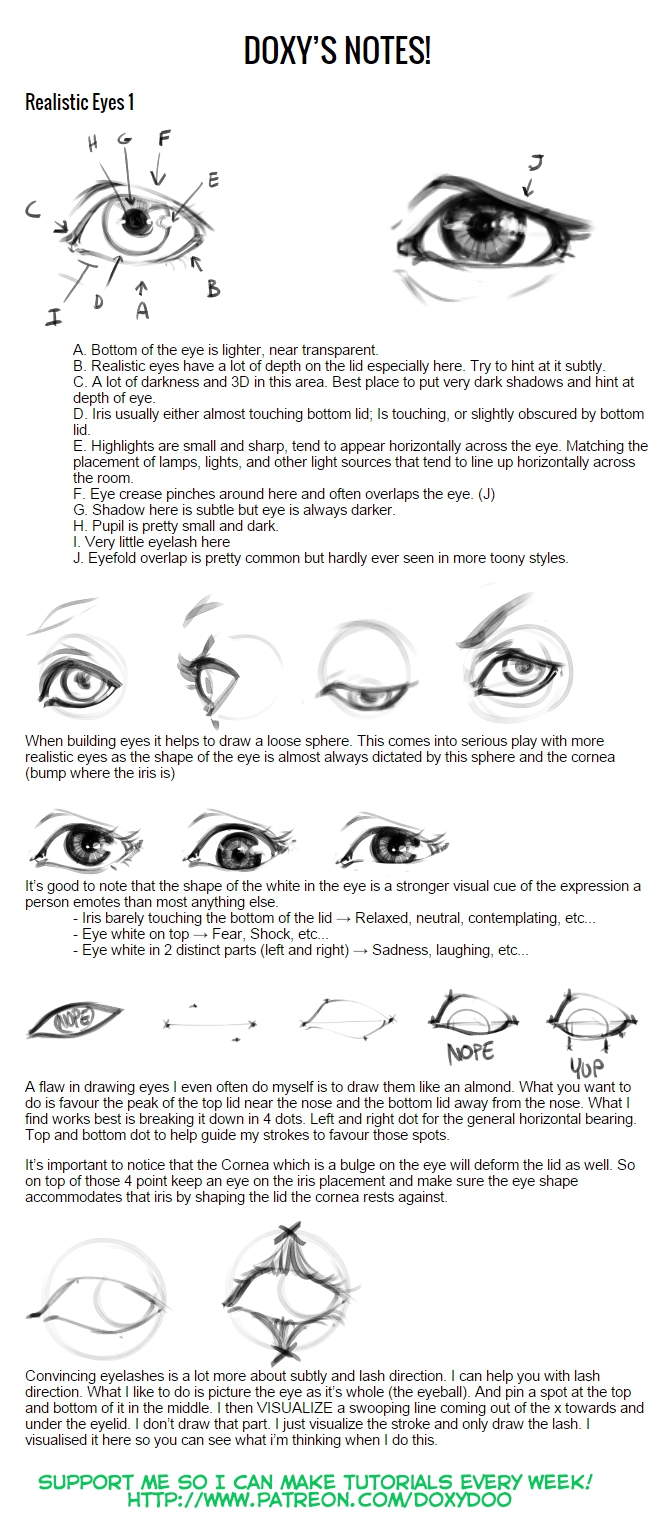 DOXY'S NOTES!
Realistic Eyes 1
H G F
E
C
J
I D A B
A. Bottom of the eye is lighter, near transparent.
B. Realistic eyes have a lot of depth on the lid especially here. Try to hint at it subtly.
C. A lot of darkness and 3D in this area. Best place to put very dark shadows and hint at
depth of eye.
D. Iris usually either almost touching bottom lid; Is touching, or slightly obscured by bottom
lid.
E. Highlights are small and sharp, tend to appear horizontally across the eye. Matching the
placement of lamps, lights, and other light sources that tend to line up horizontally across
the room.
F. Eye crease pinches around here and often overlaps the eye. (J)
G. Shadow here is subtle but eye is always darker.
H. Pupil is pretty small and dark.
I. Very little eyelash here
J. Eyefold overlap is pretty common but hardly ever seen in more toony styles.
When building eyes it helps to draw a loose sphere. This comes into serious play with more
realistic eyes as the shape of the eye is almost always dictated by this sphere and the cornea
(bump where the iris is)
It's good to note that the shape of the white in the eye is a stronger visual cue of the expression a
person emotes than most anything else.
- Iris barely touching the bottom of the lid → Relaxed, neutral, contemplating, etc...
- Eye white on top → Fear, Shock, etc...
- Eye white in 2 distinct parts (left and right) → Sadness, laughing, etc...
NOPE
NOPE
YUP
A flaw in drawing eyes I even often do myself is to draw them like an almond. What you want to
do is favour the peak of the top lid near the nose and the bottom lid away from the nose. What I
find works best is breaking it down in 4 dots. Left and right dot for the general horizontal bearing.
Top and bottom dot to help guide my strokes to favour those spots.
It's important to notice that the Cornea which is a bulge on the eye will deform the lid as well. So
on top of those 4 point keep an eye on the iris placement and make sure the eye shape
accommodates that iris by shaping the lid the cornea rests against.
Convincing eyelashes is a lot more about subtly and lash direction. I can help you with lash
direction. What I like to do is picture the eye as it's whole (the eyeball). And pin a spot at the top
and bottom of it in the middle. I then VISUALIZE a swooping line coming out of the x towards and
under the eyelid. I don't draw that part. I just visualize the stroke and only draw the lash. I
visualised it here so you can see what i'm thinking when I do this.
SUPPORT ME SO I CAN MAKE TUTORIALS EVERY WEEK!
HTTP://WWW.PATREON.COM/DOXYDOO